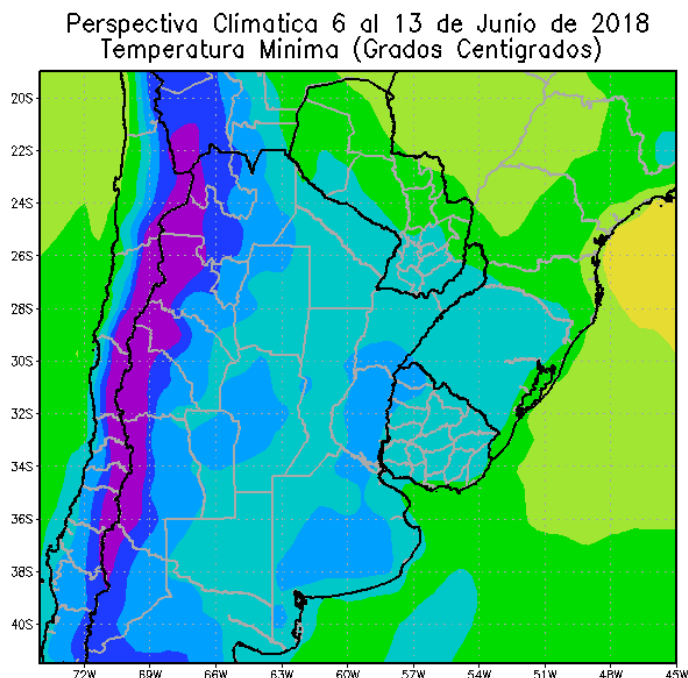 Perspectiva Climatica 6 al 13 de Junio de 2018
Temperatura Minima (Grados Centigrados)
20S
22S
24S
26S
28S
30S
32S
34S
36S
38S
40S
72W 69W 66W 63W 60W 57W 54W 51W 48W 45W